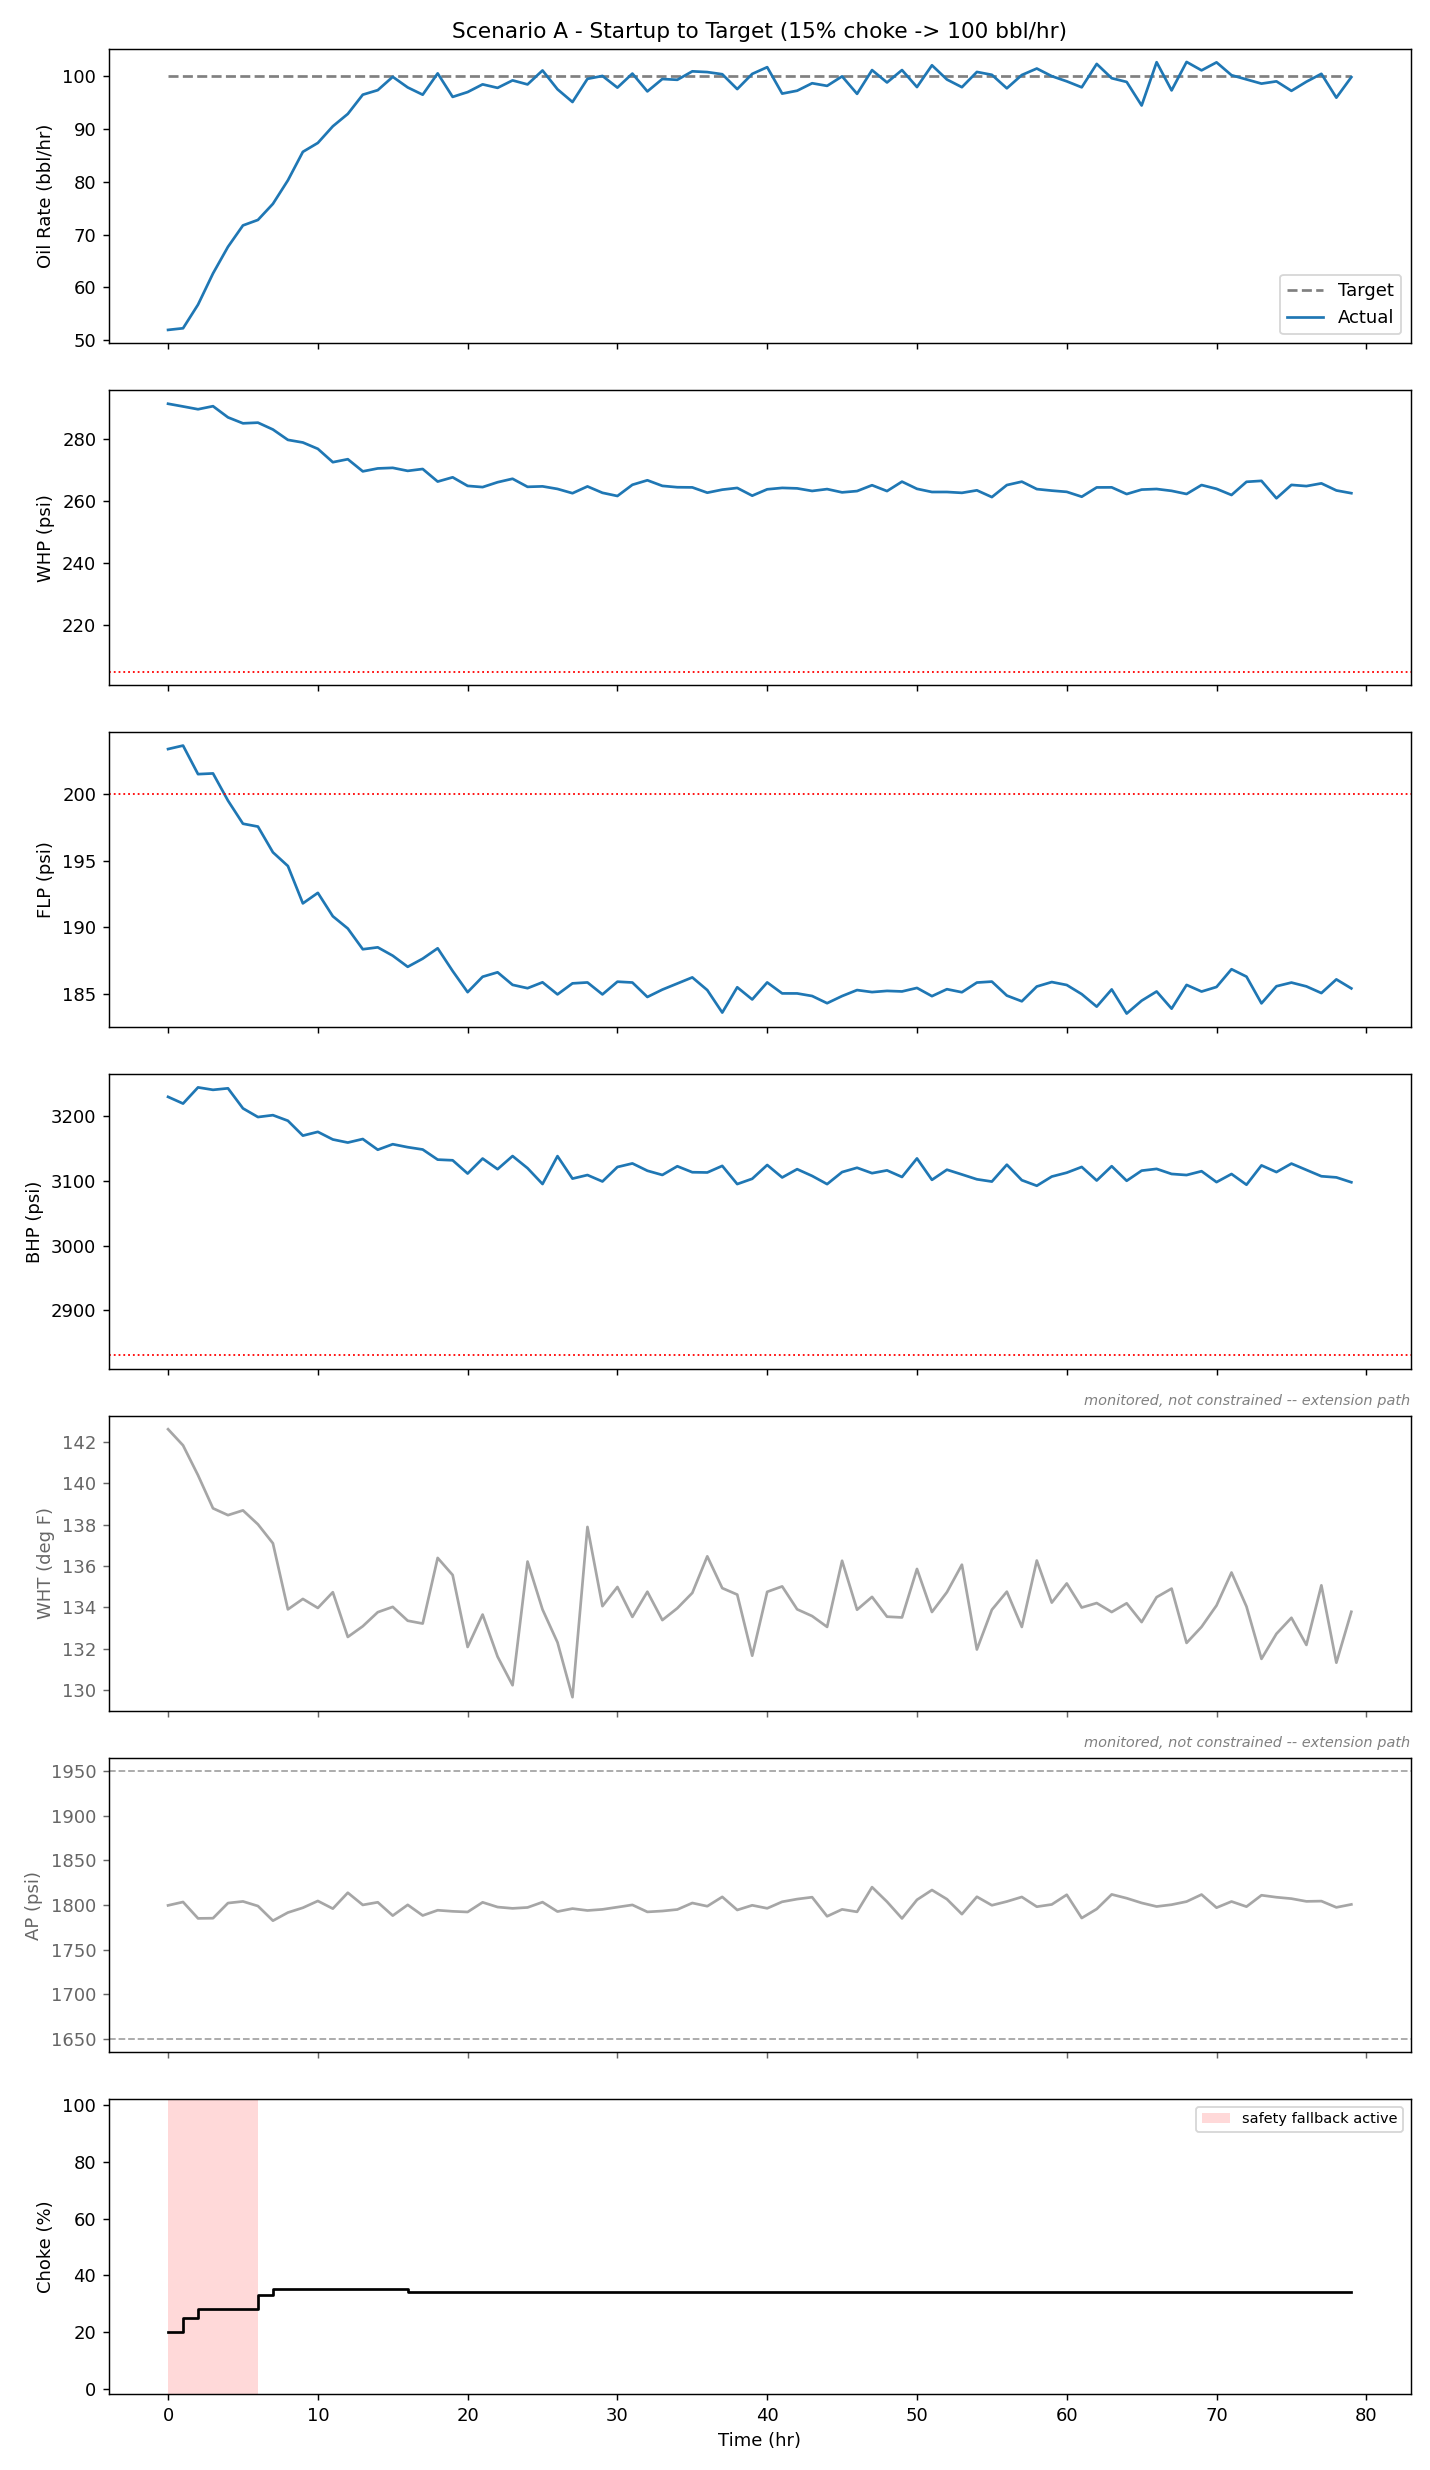 Scenario A - Startup to Target (15% choke -> 100 bbl/hr)
Oil Rate (bbl/hr)
100
90
80
70
60
50
Target
Actual
WHP (psi)
280
260
240
220
FLP (psi)
200
195
190
185
BHP (psi)
3200
3100
3000
2900
monitored, not constrained -- extension path
WHT (deg F)
142
140
138
136
134
132
130
monitored, not constrained -- extension path
AP (psi)
1950
1900
1850
1800
1750
1700
1650
Choke (%)
100
80
60
40
20
0
safety fallback active
0 10 20 30 40 50 60 70 80
Time (hr)